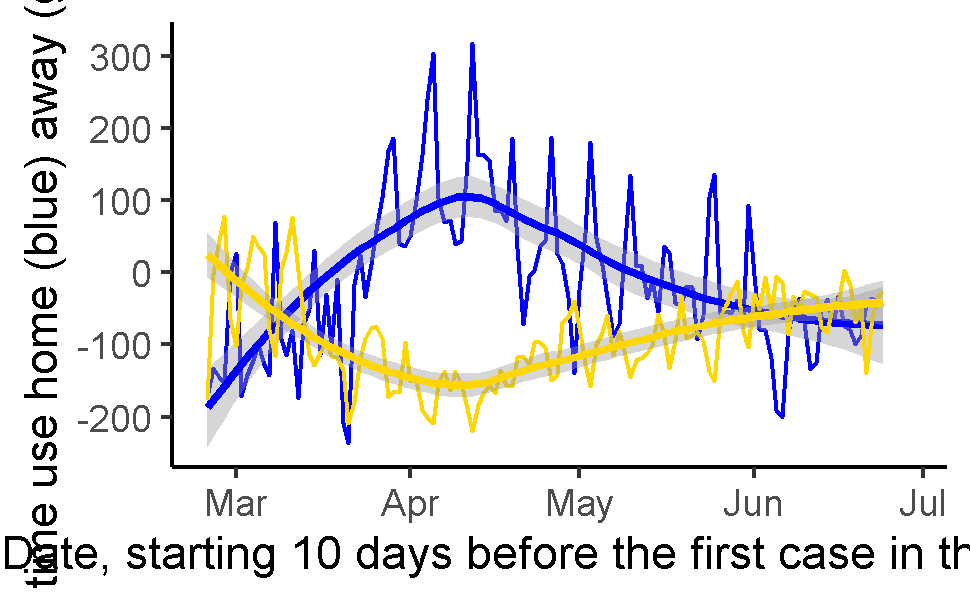 time use home (blue) away (
300
200
100
0
-100
-200
Mar Apr May Jun Jul
Date, starting 10 days before the first case in th